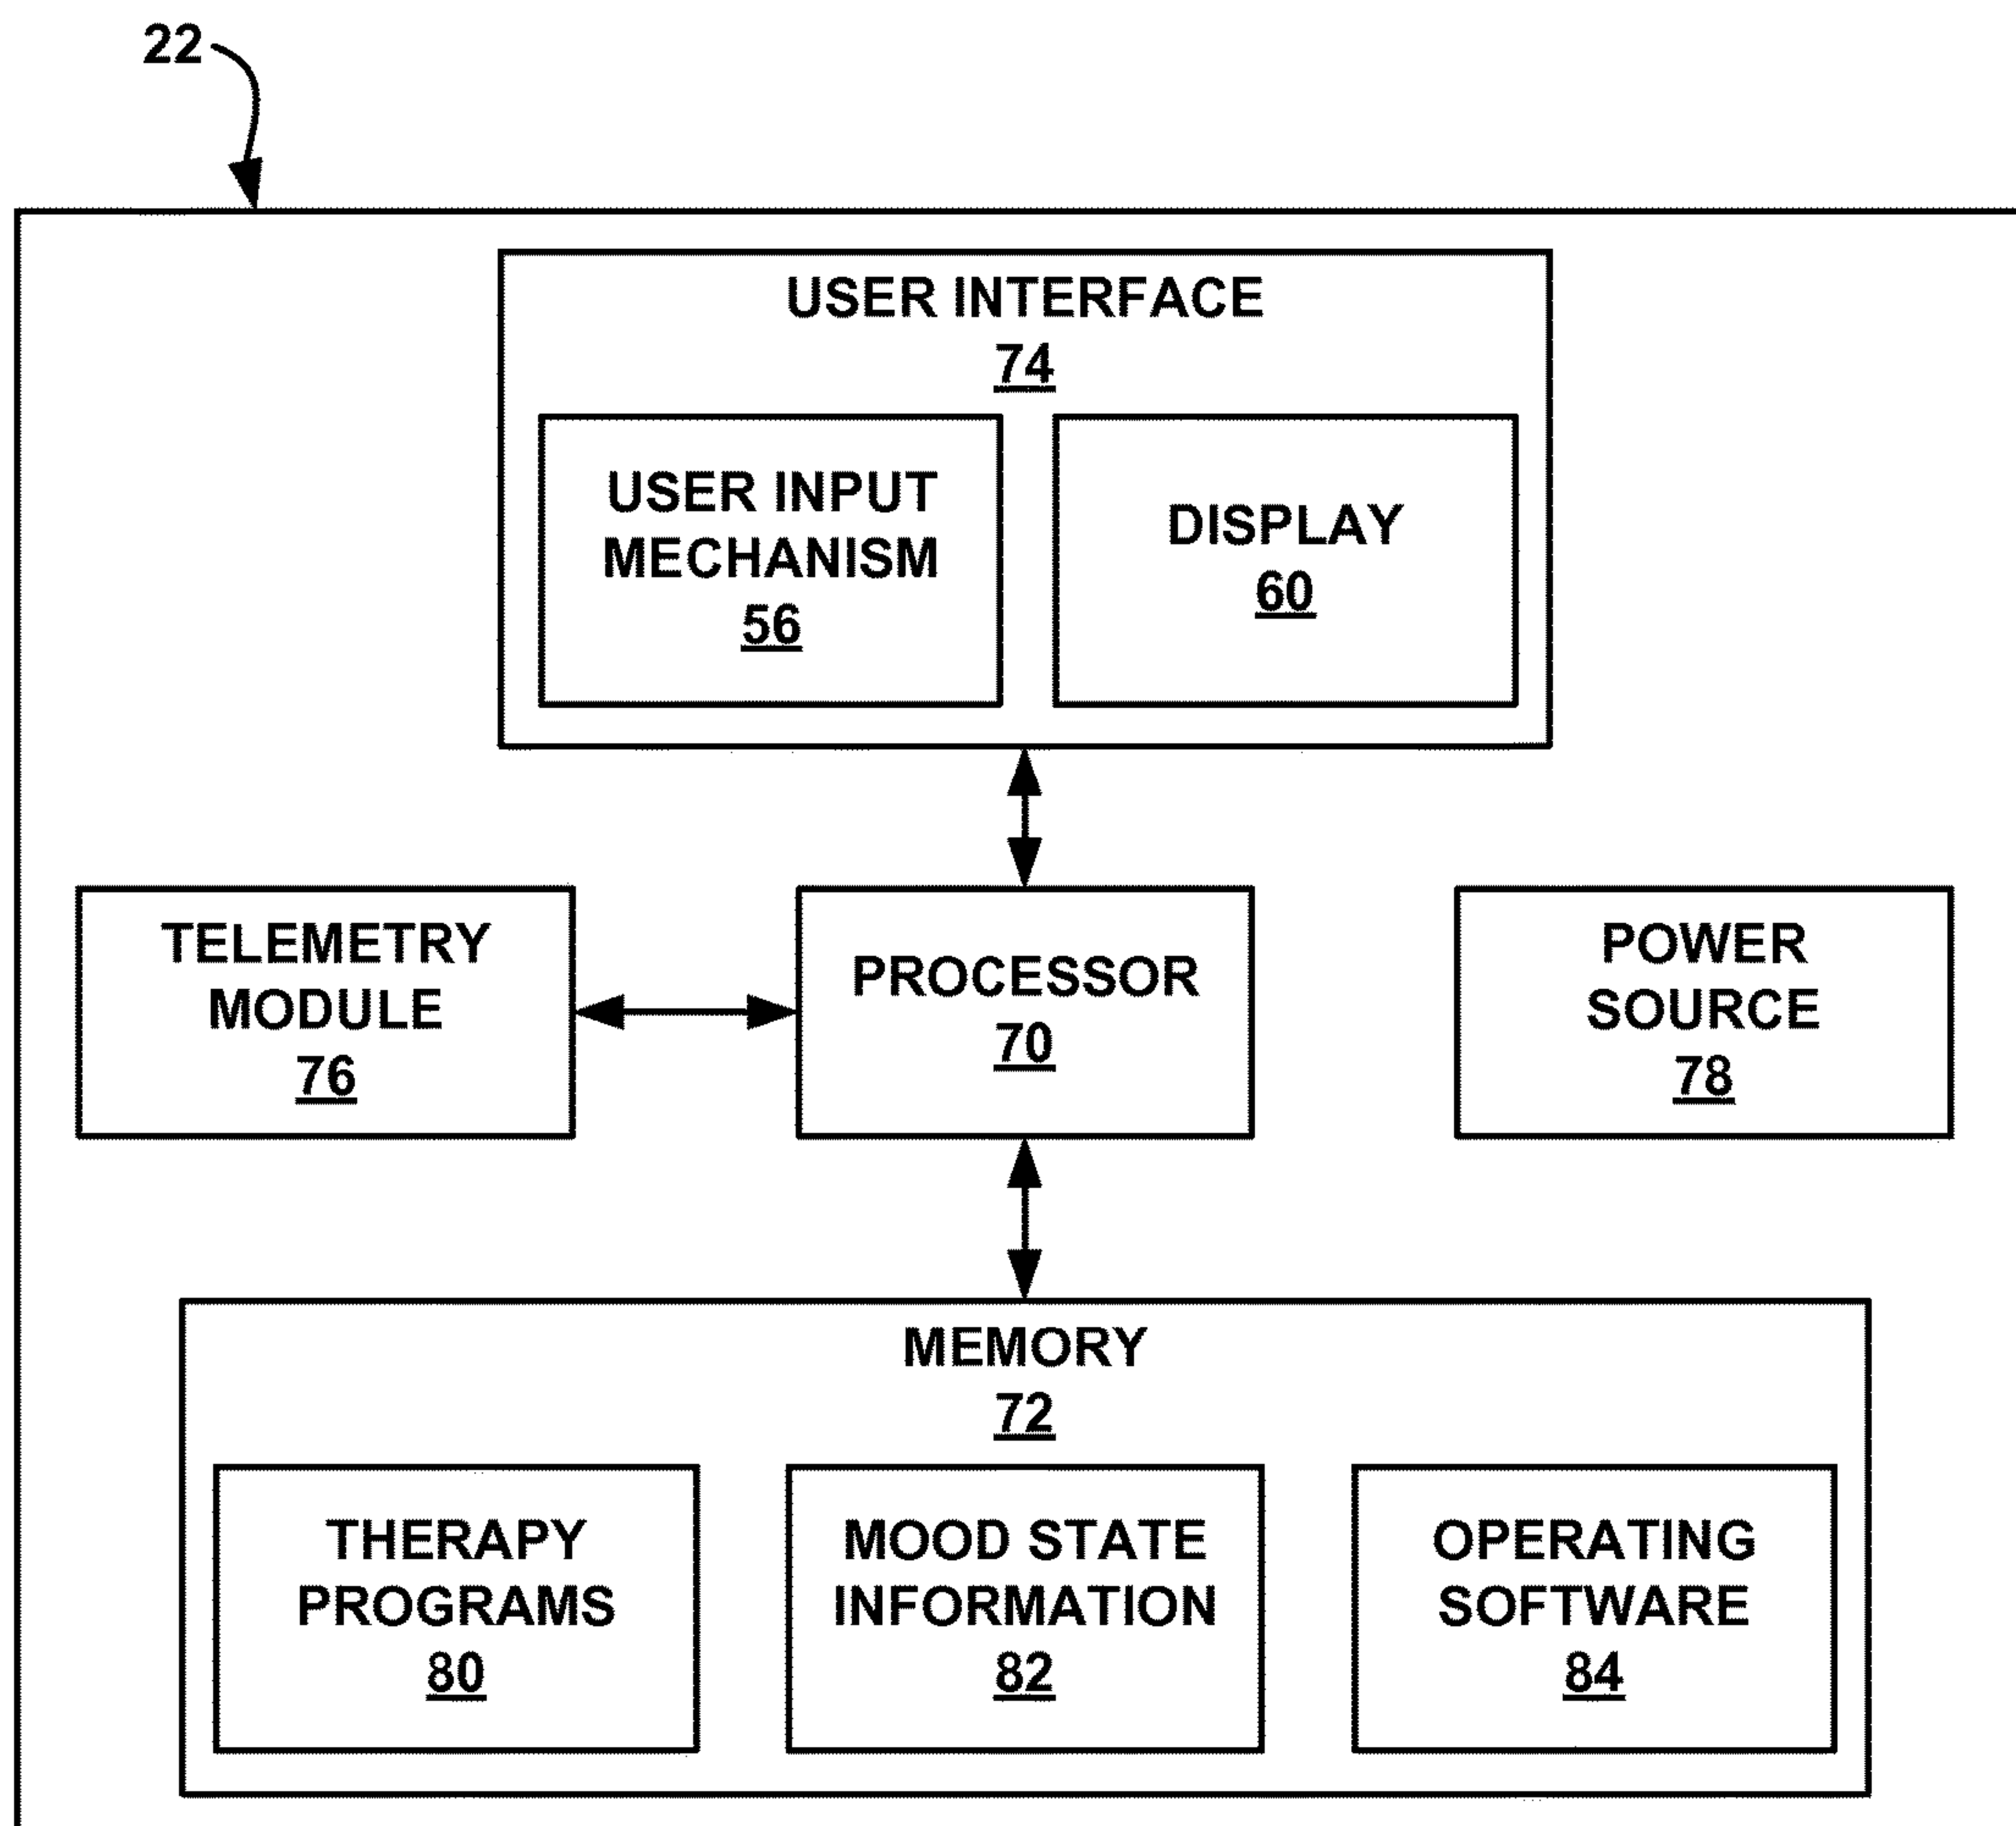 22
USER INTERFACE
74
USER INPUT
MECHANISM
56
DISPLAY
60
TELEMETRY
MODULE
76
PROCESSOR
70
POWER
SOURCE
78
MEMORY
72
THERAPY
PROGRAMS
80
MOOD STATE
INFORMATION
82
OPERATING
SOFTWARE
84